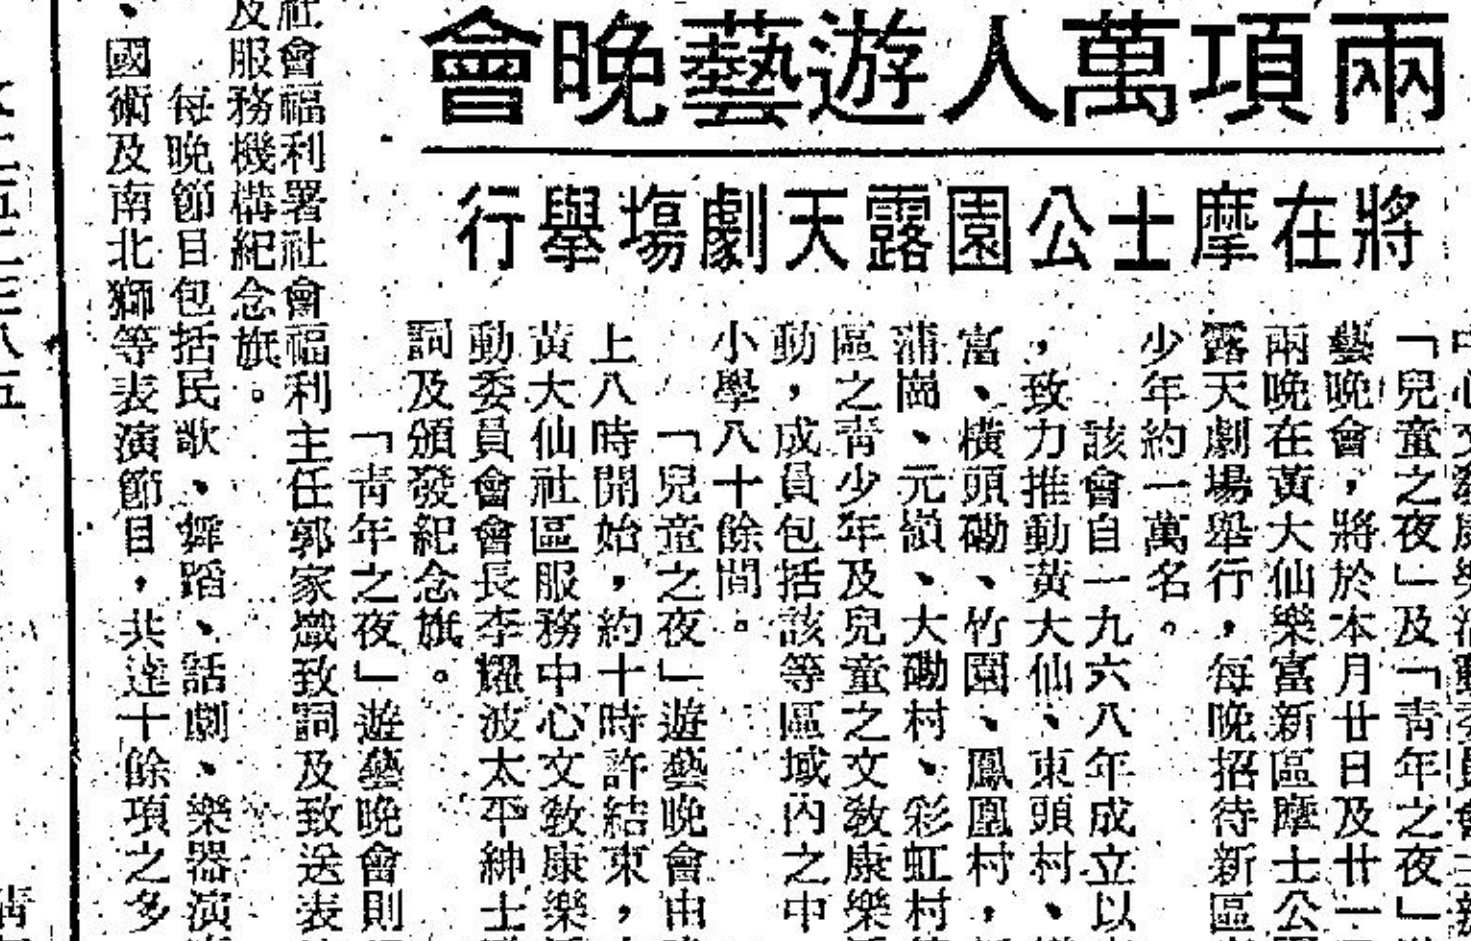 兩項萬人遊藝晚會
將在摩士公園露天劇塲舉行
「兒童之夜」及「青年之夜」
藝晚會，將於本月廿日及廿一
兩晚在黃大仙樂富新區摩士公
露天劇場舉行，每晚招待新區
少年約一萬名。
該會自一九六八年成立以
，致力推動黃大仙、東頭村、
富、橫頭磡、竹園、鳳凰村，
蒲崗、元嶺、大磡村、彩虹村
區之青少年及兒童之文敎康樂
動，成員包括該等區域內之中
小學八十餘間。
「兒童之夜」遊藝晚會由
上八時開始，約十時許結束，
黃大仙社區服務中心文敎康樂
動委員會會長李耀波太平紳士
詞及頒發紀念旗。
「青年之夜」遊藝晚會則
社會福利署社會福利主任郭家熾致詞及致送表
及服務機構紀念旗。
每晚節目包括民歌、舞蹈、話劇、樂器演
、國術及南北獅等表演節目，共達十餘項之多